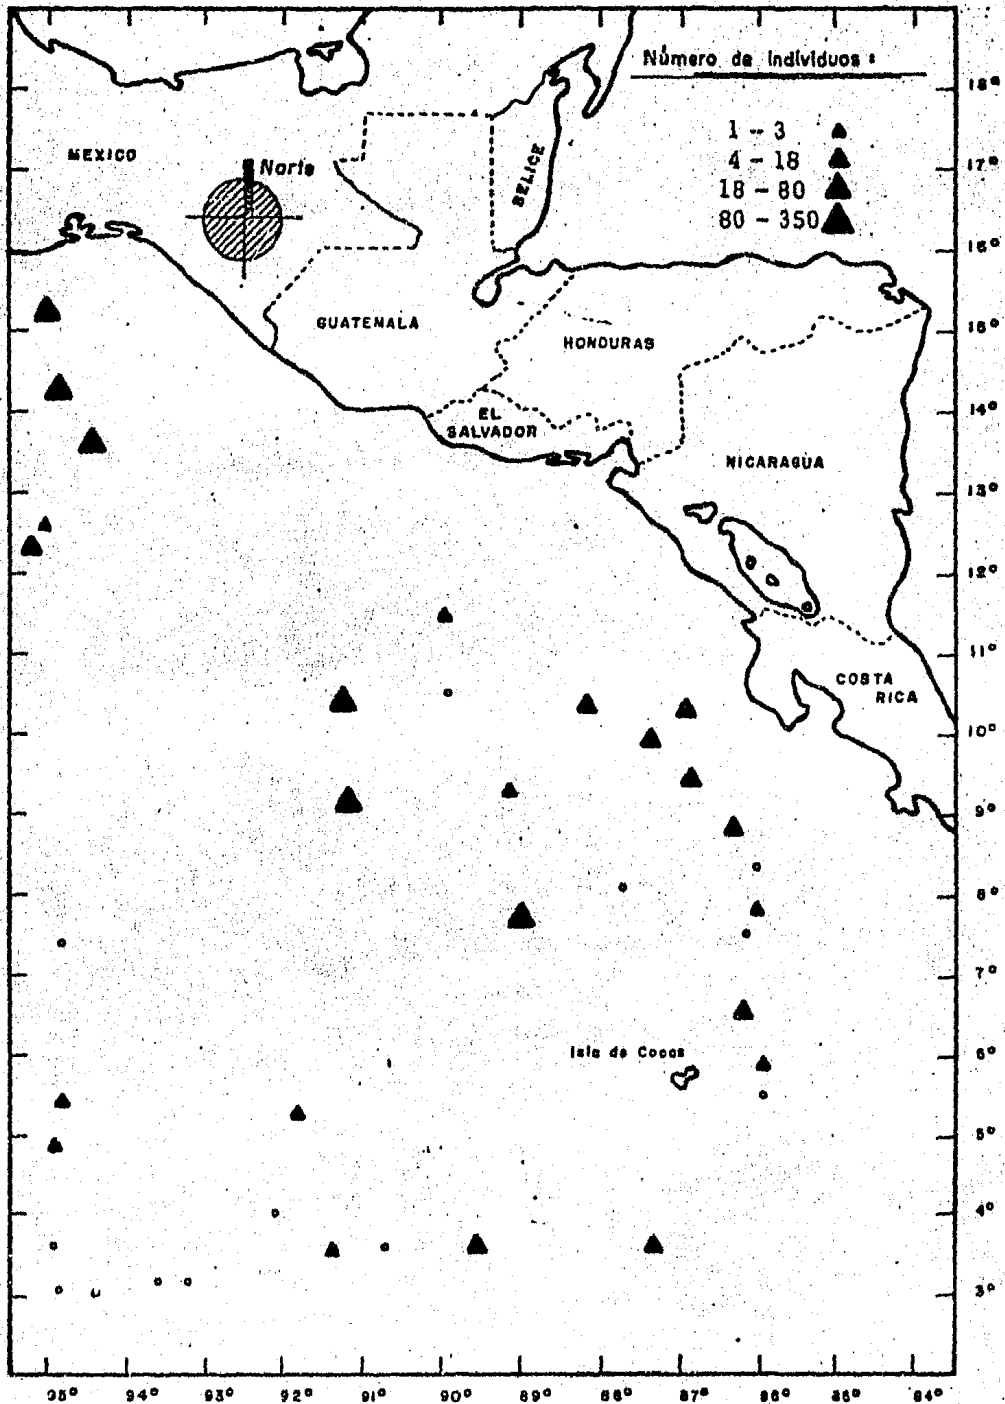 Número de individuos :
1 - 3
4 - 18
18 - 80
80 - 350
MEXICO
Norte
BELICE
GUATENALA
HONDURAS
EL
SALVADOR
NICARAGUA
COSTA
RICA
Isla de Cocos
18°
17°
16°
15°
14°
13°
12°
11°
10°
9°
8°
7°
6°
5°
4°
3°
95° 94° 93° 92° 91° 90° 89° 88° 87° 86° 85° 84°